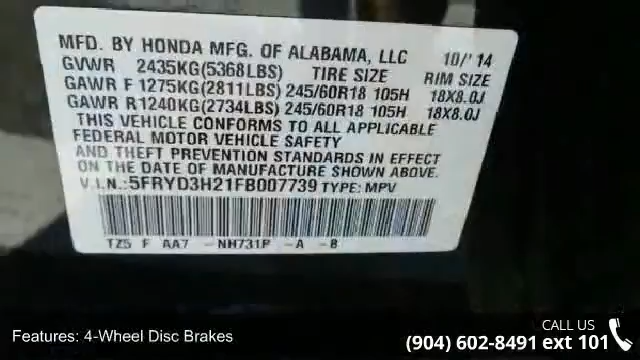 MFD. BY HONDA MFG. OF ALABAMA, LLC 10/'14
GVWR 2435KG(5368LBS) TIRE SIZE RIM SIZE
GAWR F 1275KG(2811LBS) 245/60R18 105H 18X8.0J
GAWR R1240KG(2734LBS) 245/60R18 105H 18X8.0J
THIS VEHICLE CONFORMS TO ALL APPLICABLE
FEDERAL MOTOR VEHICLE SAFETY
AND THEFT PREVENTION STANDARDS IN EFFECT
ON THE DATE OF MANUFACTURE SHOWN ABOVE.
V.I.N.:5FRYD3H21FB007739 TYPE: MPV
TZ5 F AA7 -NH731P -A -B
Features: 4-Wheel Disc Brakes
CALL US
(904) 602-8491 ext 101